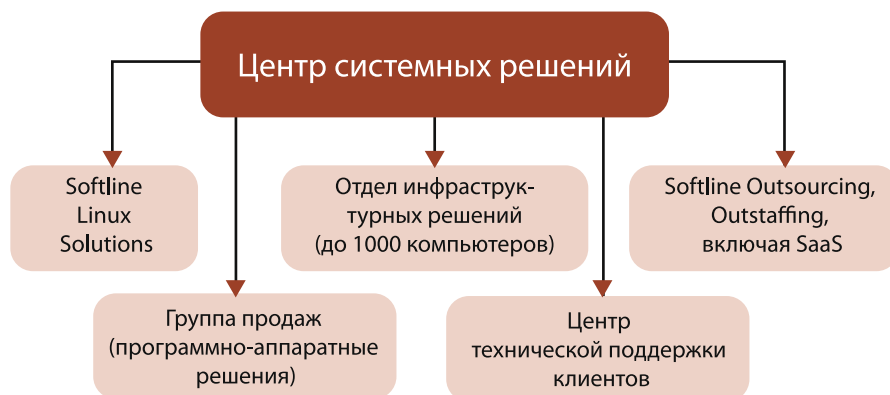 Центр системных решений
Softline
Linux
Solutions
Отдел инфраструк-
турных решений
(до 1000 компьютеров)
Softline Outsourcing,
Outstaffing,
включая SaaS
Группа продаж
(программно-аппаратные
решения)
Центр
технической поддержки
клиентов